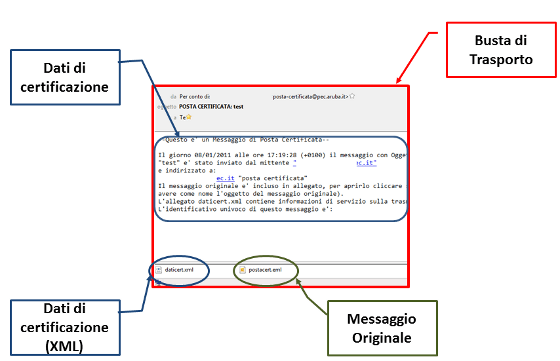 Busta di
Trasporto
Dati di
certificazione
da Per conto di posta-certificata@pec.aruba.it>
oggetto POSTA CERTIFICATA: test
a Te
--Questo e' un Messaggio di Posta Certificata--
Il giorno 08/01/2011 alle ore 17:19:28 (+0100) il messaggio con Ogge
"test" e' stato inviato dal mittente " ec.it"
e indirizzato a:
ec.it "posta certificata"
Il messaggio originale e' incluso in allegato, per aprirlo cliccare
avere come nome l'oggetto del messaggio originale).
L'allegato daticert.xml contiene informazioni di servizio sulla tras
L'identificativo univoco di questo messaggio e':
daticert.xml
postacert.eml
Dati di
certificazione
(XML)
Messaggio
Originale